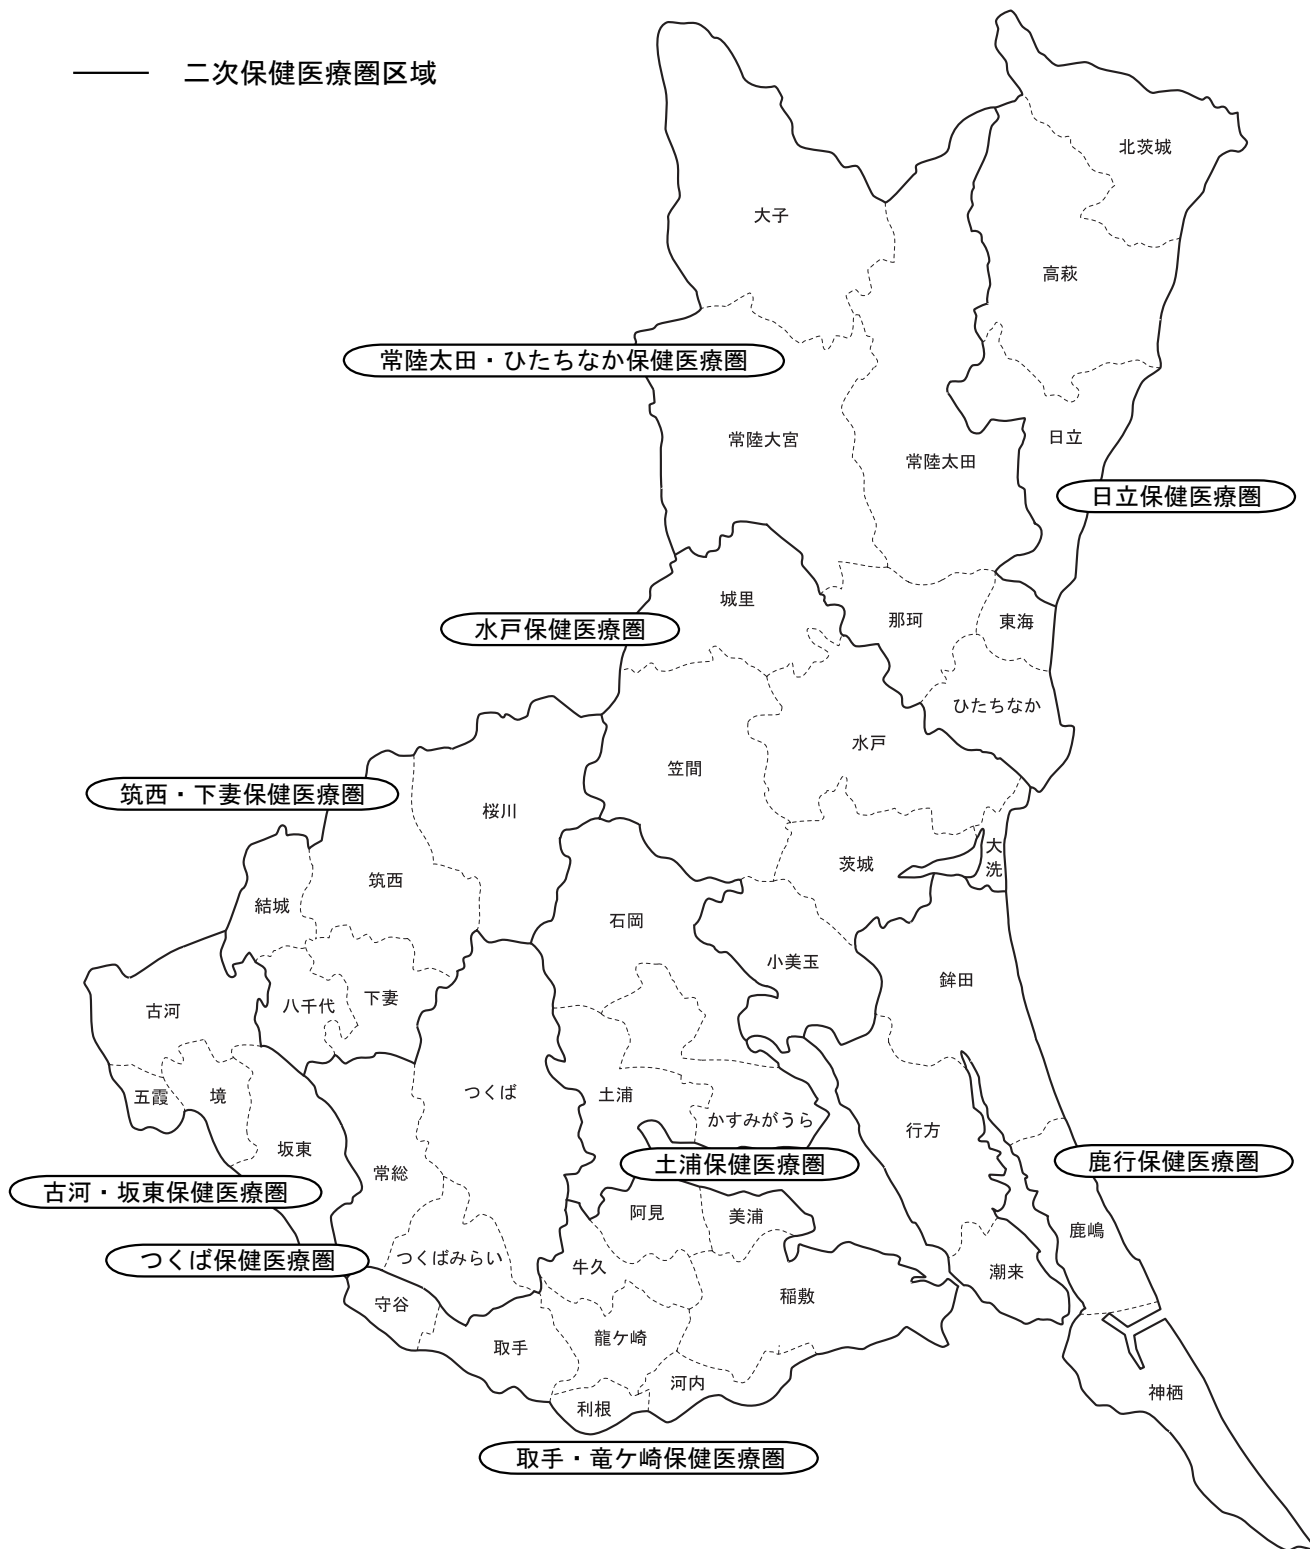 二次保健医療圏区域
北茨城
大子
高萩
常陸太田・ひたちなか保健医療圏
常陸大宮
日立
常陸太田
日立保健医療圏
城里
那珂
東海
水戸保健医療圏
ひたちなか
水戸
笠間
筑西・下妻保健医療圏
桜川
大
洗
茨城
筑西
結城
石岡
小美玉
鉾田
下妻
八千代
古河
つくば
五霞
境
土浦
かすみがうら
行方
坂東
常総
土浦保健医療圏
鹿行保健医療圏
古河・坂東保健医療圏
阿見
美浦
鹿嶋
つくば保健医療圏
つくばみらい
牛久
潮来
守谷
稲敷
取手
龍ケ崎
河内
神栖
利根
取手・竜ケ崎保健医療圏